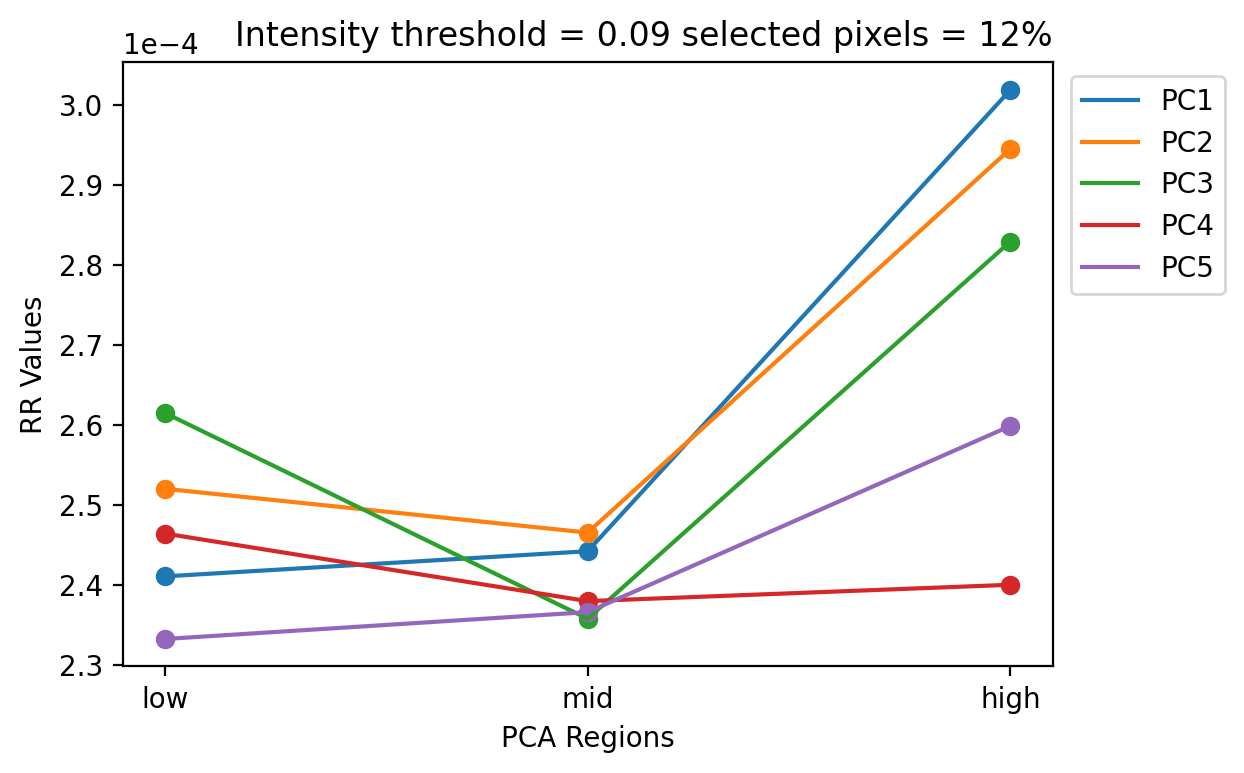 Intensity threshold = 0.09 selected pixels = 12%
1e−4
3.0
2.9
2.8
2.7
2.6
2.5
2.4
2.3
RR Values
low mid high
PCA Regions
PC1
PC2
PC3
PC4
PC5